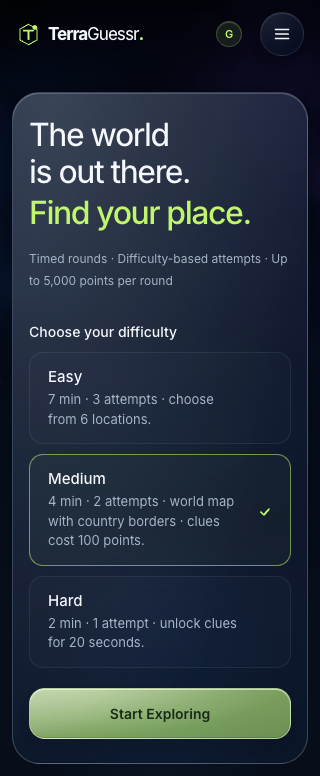 TerraGuessr.
G
The world
is out there.
Find your place.
Timed rounds · Difficulty-based attempts · Up
to 5,000 points per round
Choose your difficulty
Easy
7 min · 3 attempts · choose
from 6 locations.
Medium
4 min · 2 attempts · world map
with country borders · clues
cost 100 points.
Hard
2 min · 1 attempt · unlock clues
for 20 seconds.
Start Exploring